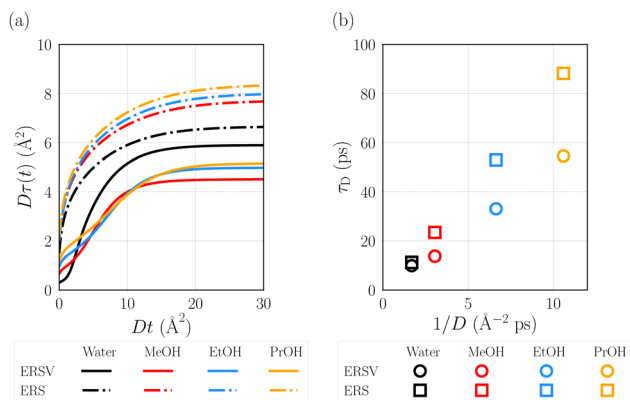 (a)
(b)
10
8
6
4
2
0
Dτ(t) (Å²)
0 10 20 30
Dt (Å²)
100
80
60
40
20
0
τ_D (ps)
0 5 10
1/D (Å⁻² ps)
Water MeOH EtOH PrOH
ERSV
ERS
Water MeOH EtOH PrOH
ERSV
ERS